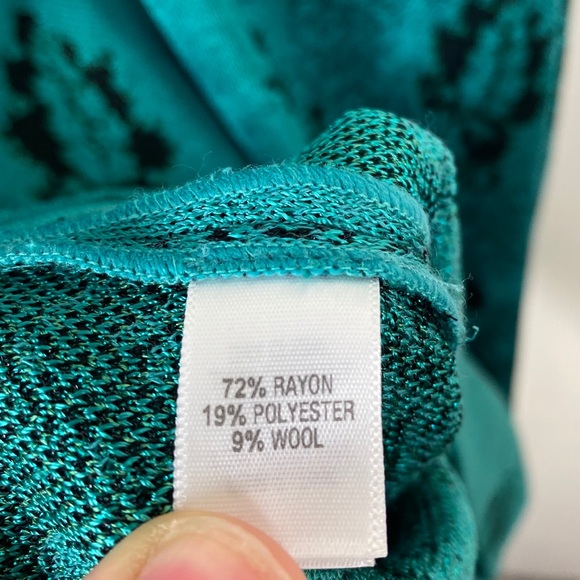 72% RAYON
19% POLYESTER
9% WOOL